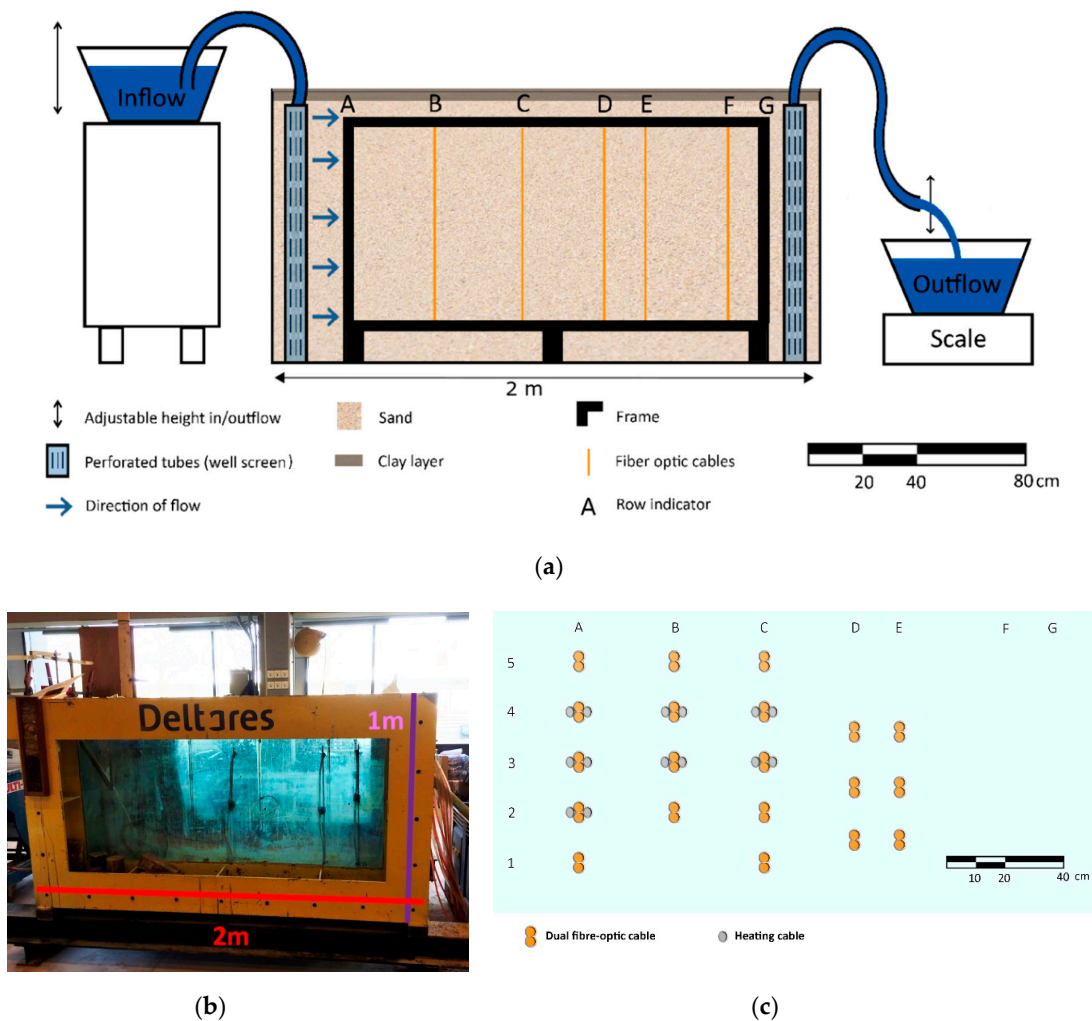 Inflow
A B C D E F G
Outflow
Scale
2 m
Adjustable height in/outflow
Sand
Frame
Perforated tubes (well screen)
Clay layer
Fiber optic cables
Direction of flow
A Row indicator
20 40 80 cm
(a)
Deltares
1m
2m
(b)
A B C D E F G
5
4
3
2
1
10 20 40 cm
Dual fibre-optic cable
Heating cable
(c)